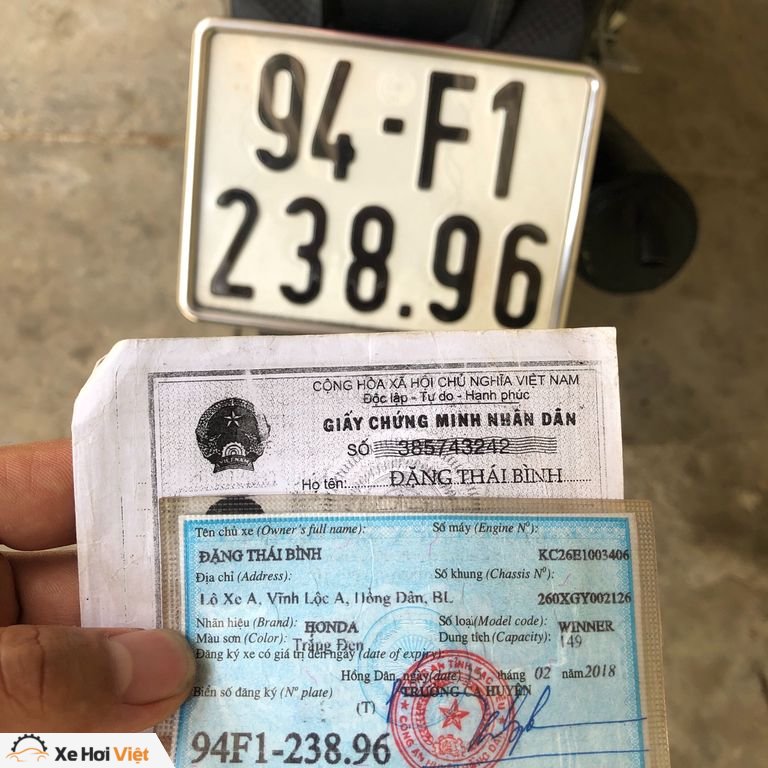 94-F1
238.96
CỘNG HÒA XÃ HỘI CHỦ NGHĨA VIỆT NAM
Độc lập - Tự do - Hạnh phúc
GIẤY CHỨNG MINH NHÂN DÂN
SỐ 385743242
Họ tên:..........ĐẶNG THÁI BÌNH..........
Tên chủ xe (Owner's full name): Số máy (Engine Nº):
ĐẶNG THÁI BÌNH KC26E1003406
Địa chỉ (Address): Số khung (Chassis Nº):
Lô Xe A, Vĩnh Lộc A, Hồng Dân, BL 260XGY002126
Nhãn hiệu (Brand): HONDA Số loại (Model code): WINNER
Màu sơn (Color): Trắng Đen Dung tích (Capacity): 149
Đăng ký xe có giá trị đến ngày (date of expiry)
Hồng Dân, ngày (date) tháng 02 năm 2018
Biển số đăng ký (Nº plate) TRƯỞNG CA HUYỆN
(T)
94F1-238.96
Xe Hơi Việt